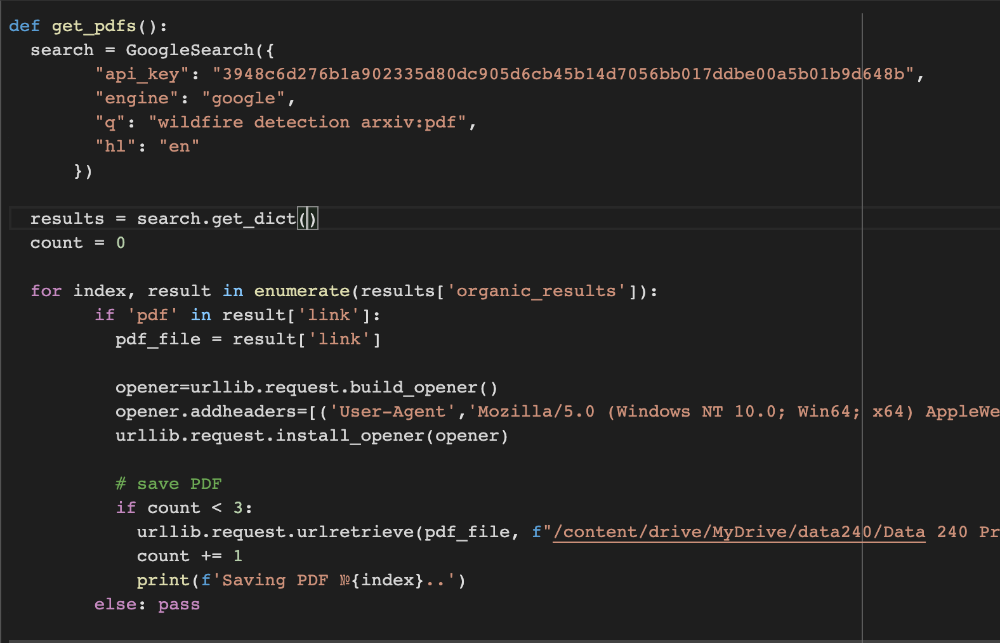 def get_pdfs():
  search = GoogleSearch({
        "api_key": "3948c6d276b1a902335d80dc905d6cb45b14d7056bb017ddbe00a5b01b9d648b",
        "engine": "google",
        "q": "wildfire detection arxiv:pdf",
        "hl": "en"
      })

  results = search.get_dict()
  count = 0

  for index, result in enumerate(results['organic_results']):
        if 'pdf' in result['link']:
          pdf_file = result['link']

          opener=urllib.request.build_opener()
          opener.addheaders=[('User-Agent','Mozilla/5.0 (Windows NT 10.0; Win64; x64) AppleWe
          urllib.request.install_opener(opener)

          # save PDF
          if count < 3:
            urllib.request.urlretrieve(pdf_file, f"/content/drive/MyDrive/data240/Data 240 Pr
            count += 1
            print(f'Saving PDF №{index}..')
        else: pass